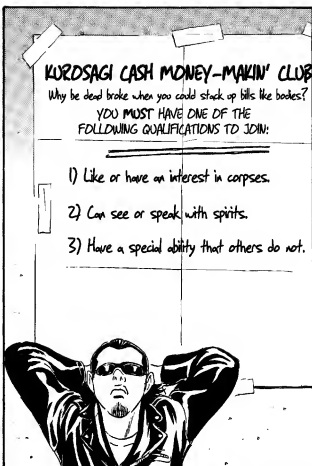 KUROSAGI CASH MONEY-MAKIN' CLUB
Why be dead broke when you could stack up bills like bodies?
YOU MUST HAVE ONE OF THE
FOLLOWING QUALIFICATIONS TO JOIN:
1) Like or have an interest in corpses.
2) Can see or speak with spirits.
3) Have a special ability that others do not.